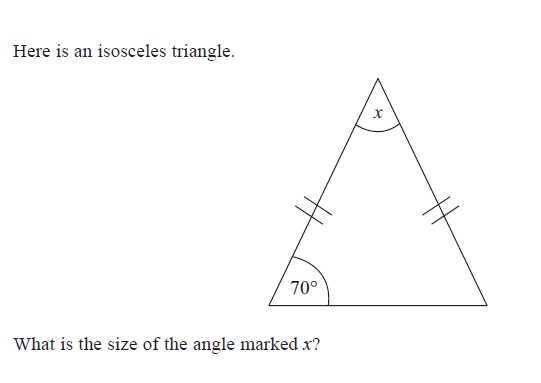 Here is an isosceles triangle.
x
70°
What is the size of the angle marked x?